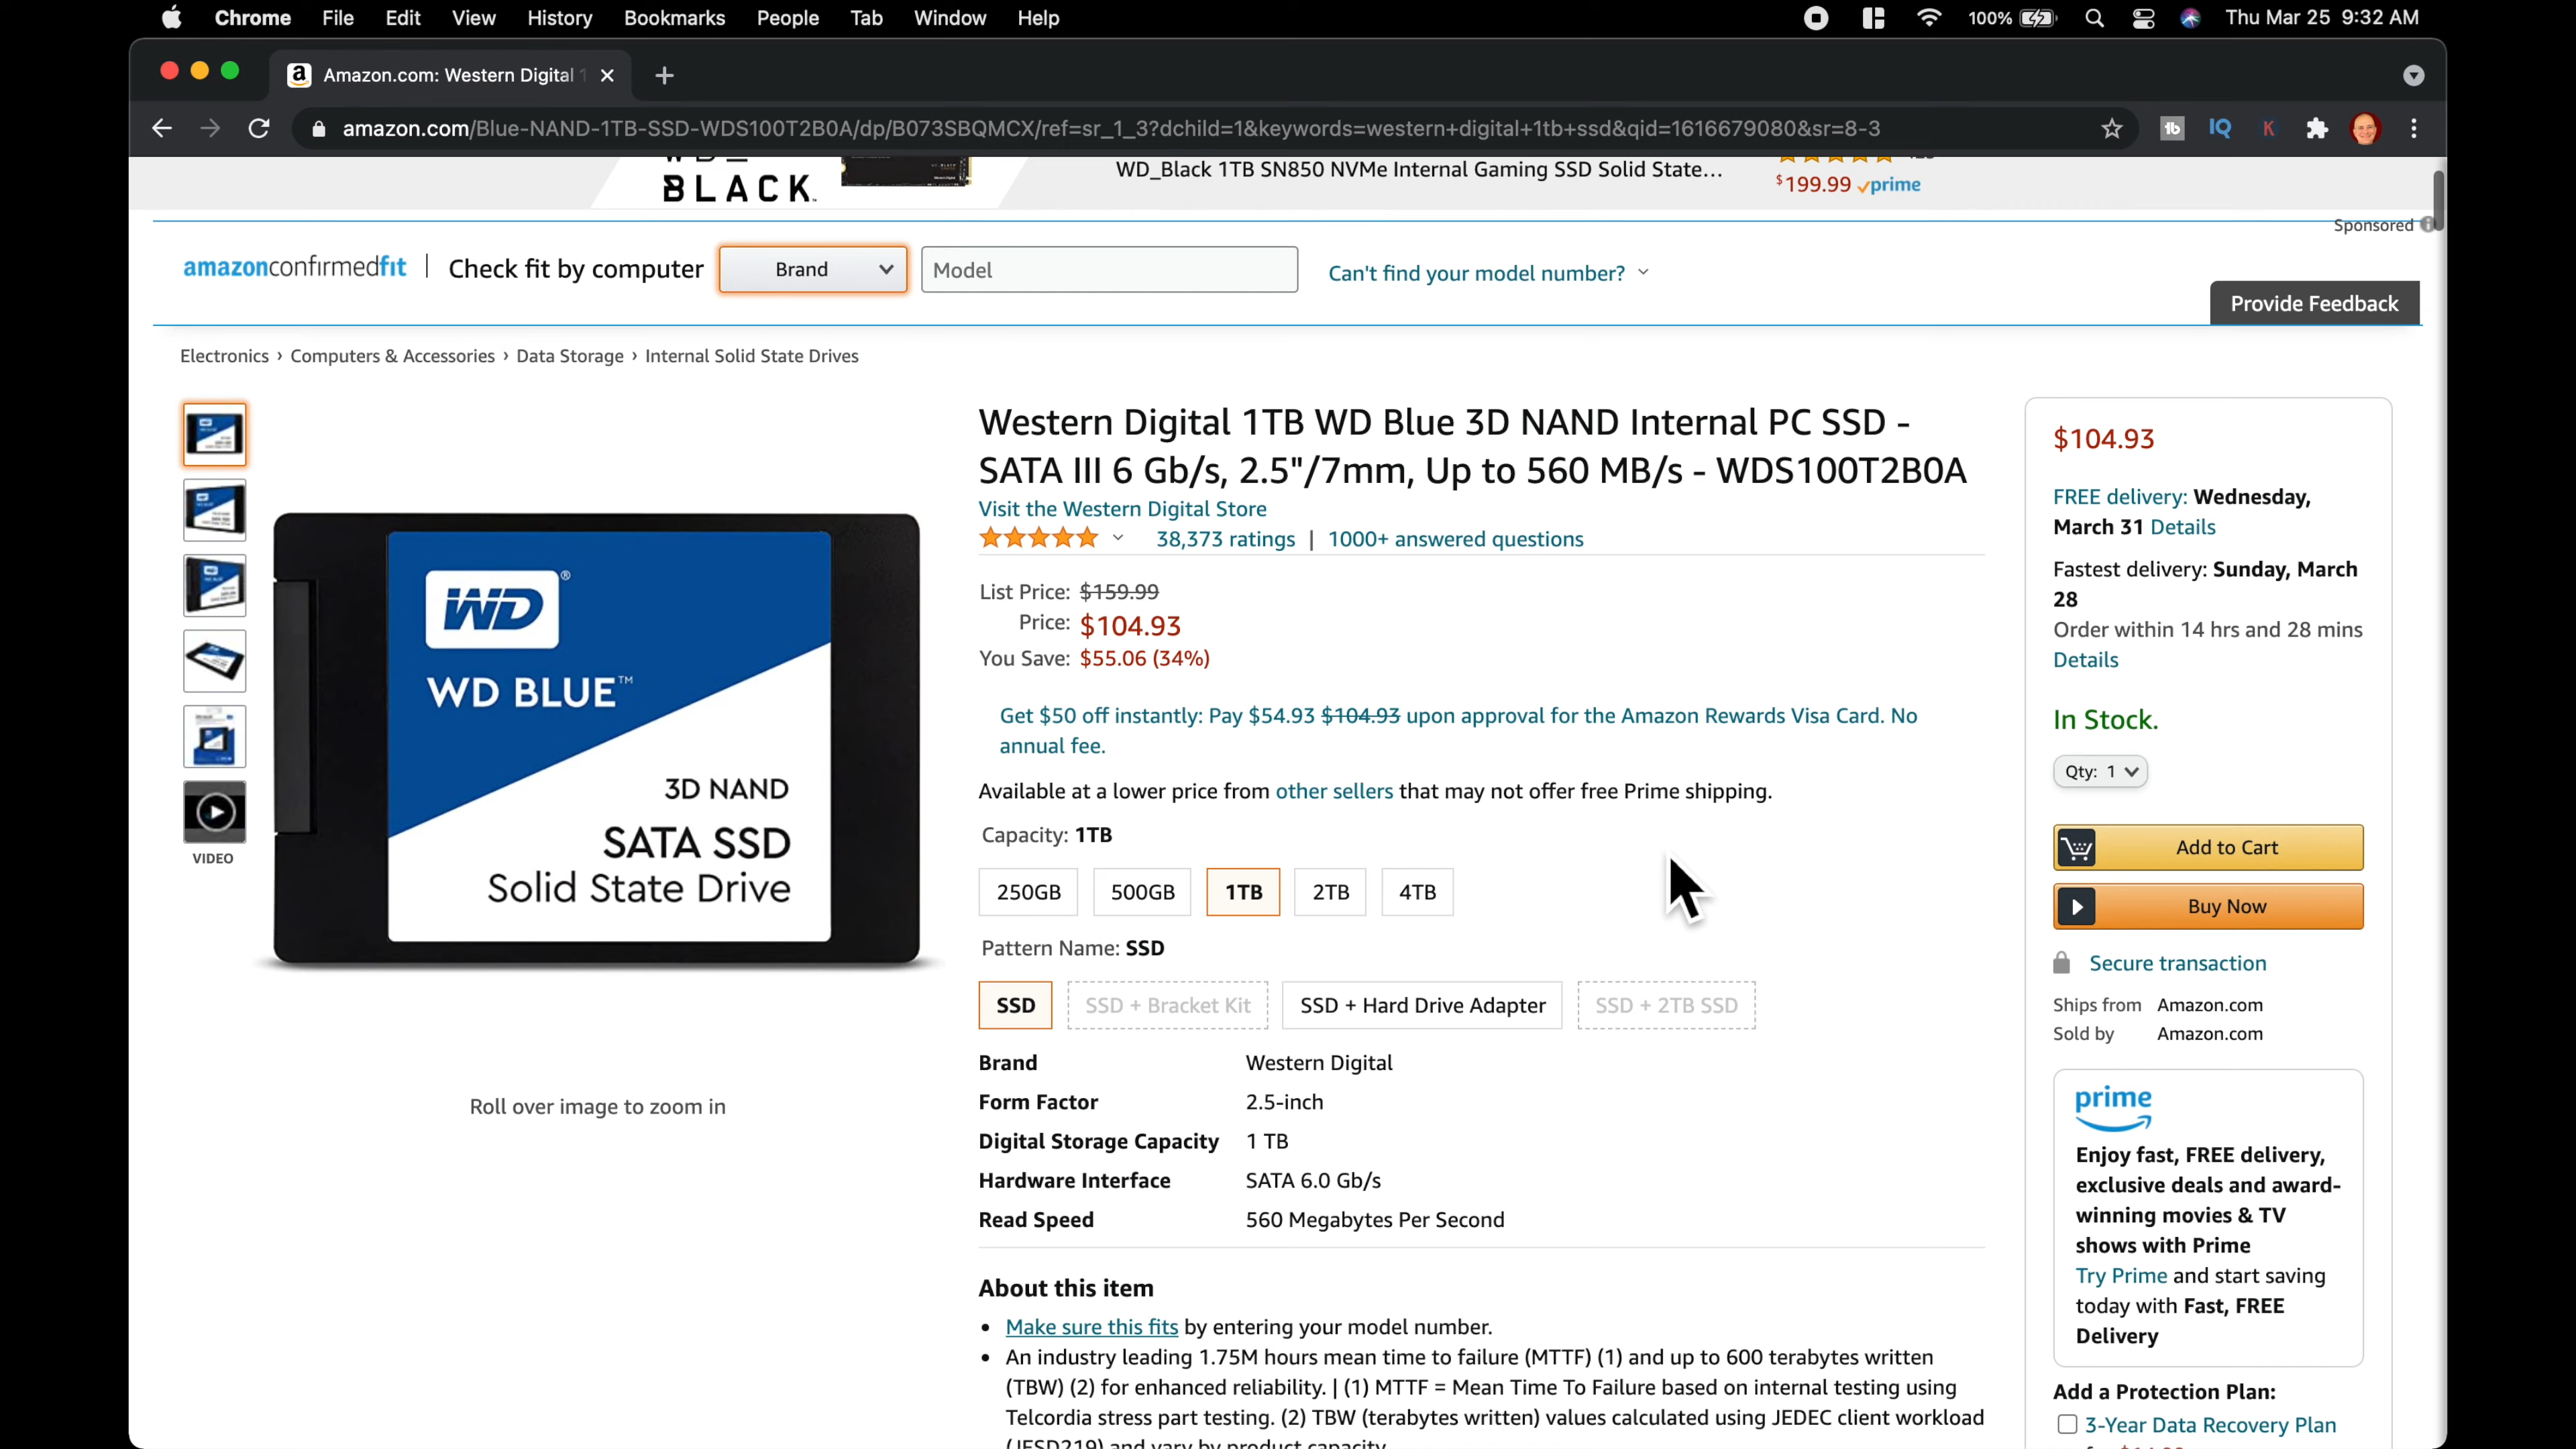 Chrome File Edit View History Bookmarks People Tab Window Help 100% Thu Mar 25 9:32 AM
Amazon.com: Western Digital
amazon.com/Blue-NAND-1TB-SSD-WDS100T2B0A/dp/B073SBQMCX/ref=sr_1_3?dchild=1&keywords=western+digital+1tb+ssd&qid=1616679080&sr=8-3
BLACK
WD_Black 1TB SN850 NVMe Internal Gaming SSD Solid State...
$199.99 prime
Sponsored
amazonconfirmedfit | Check fit by computer Brand Model Can't find your model number?
Provide Feedback
Electronics › Computers & Accessories › Data Storage › Internal Solid State Drives
WD®
WD BLUE™
3D NAND
SATA SSD
Solid State Drive
VIDEO
Roll over image to zoom in
Western Digital 1TB WD Blue 3D NAND Internal PC SSD -
SATA III 6 Gb/s, 2.5"/7mm, Up to 560 MB/s - WDS100T2B0A
Visit the Western Digital Store
38,373 ratings | 1000+ answered questions
List Price: $159.99
Price: $104.93
You Save: $55.06 (34%)
Get $50 off instantly: Pay $54.93 $104.93 upon approval for the Amazon Rewards Visa Card. No
annual fee.
Available at a lower price from other sellers that may not offer free Prime shipping.
Capacity: 1TB
250GB 500GB 1TB 2TB 4TB
Pattern Name: SSD
SSD SSD + Bracket Kit SSD + Hard Drive Adapter SSD + 2TB SSD
Brand Western Digital
Form Factor 2.5-inch
Digital Storage Capacity 1 TB
Hardware Interface SATA 6.0 Gb/s
Read Speed 560 Megabytes Per Second
About this item
• Make sure this fits by entering your model number.
• An industry leading 1.75M hours mean time to failure (MTTF) (1) and up to 600 terabytes written
(TBW) (2) for enhanced reliability. | (1) MTTF = Mean Time To Failure based on internal testing using
Telcordia stress part testing. (2) TBW (terabytes written) values calculated using JEDEC client workload
(JESD219) and vary by product capacity.
$104.93
FREE delivery: Wednesday,
March 31 Details
Fastest delivery: Sunday, March
28
Order within 14 hrs and 28 mins
Details
In Stock.
Qty: 1
Add to Cart
Buy Now
Secure transaction
Ships from Amazon.com
Sold by Amazon.com
prime
Enjoy fast, FREE delivery,
exclusive deals and award-
winning movies & TV
shows with Prime
Try Prime and start saving
today with Fast, FREE
Delivery
Add a Protection Plan:
3-Year Data Recovery Plan